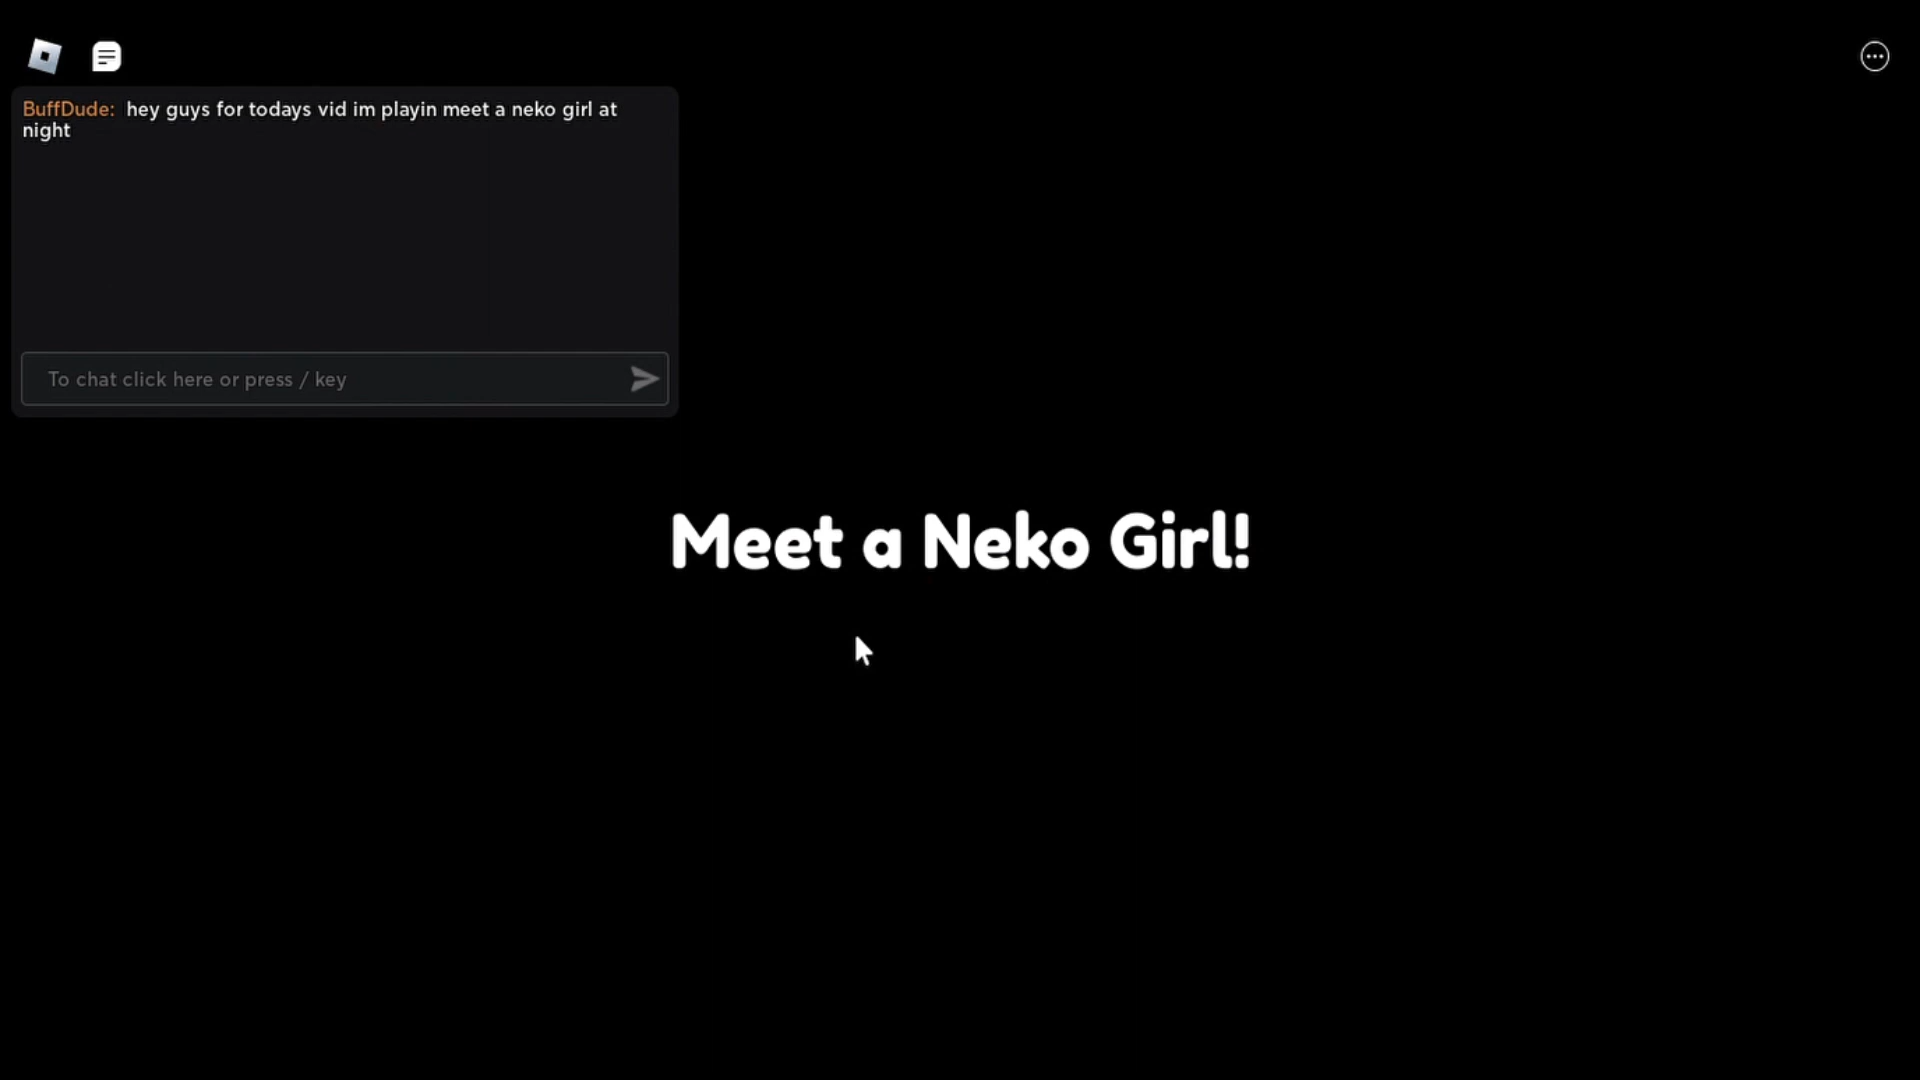 BuffDude: hey guys for todays vid im playin meet a neko girl at
night
To chat click here or press / key
Meet a Neko Girl!